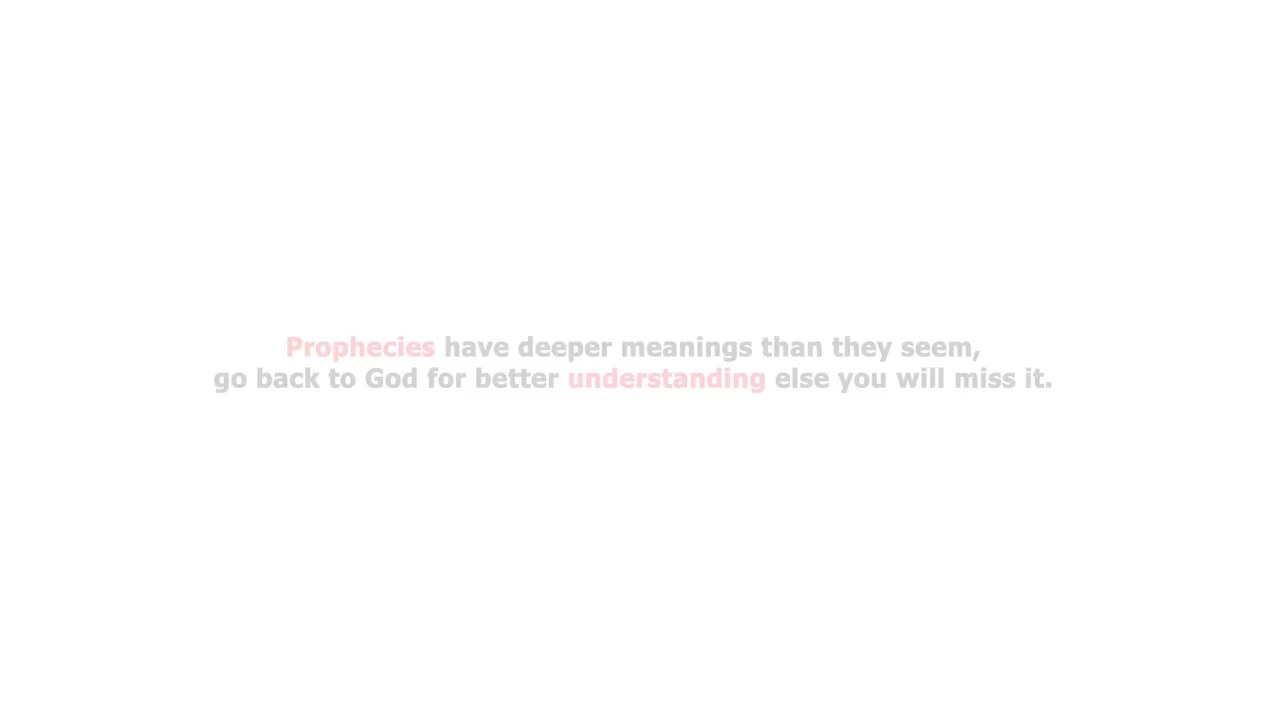 Prophecies have deeper meanings than they seem,
go back to God for better understanding else you will miss it.